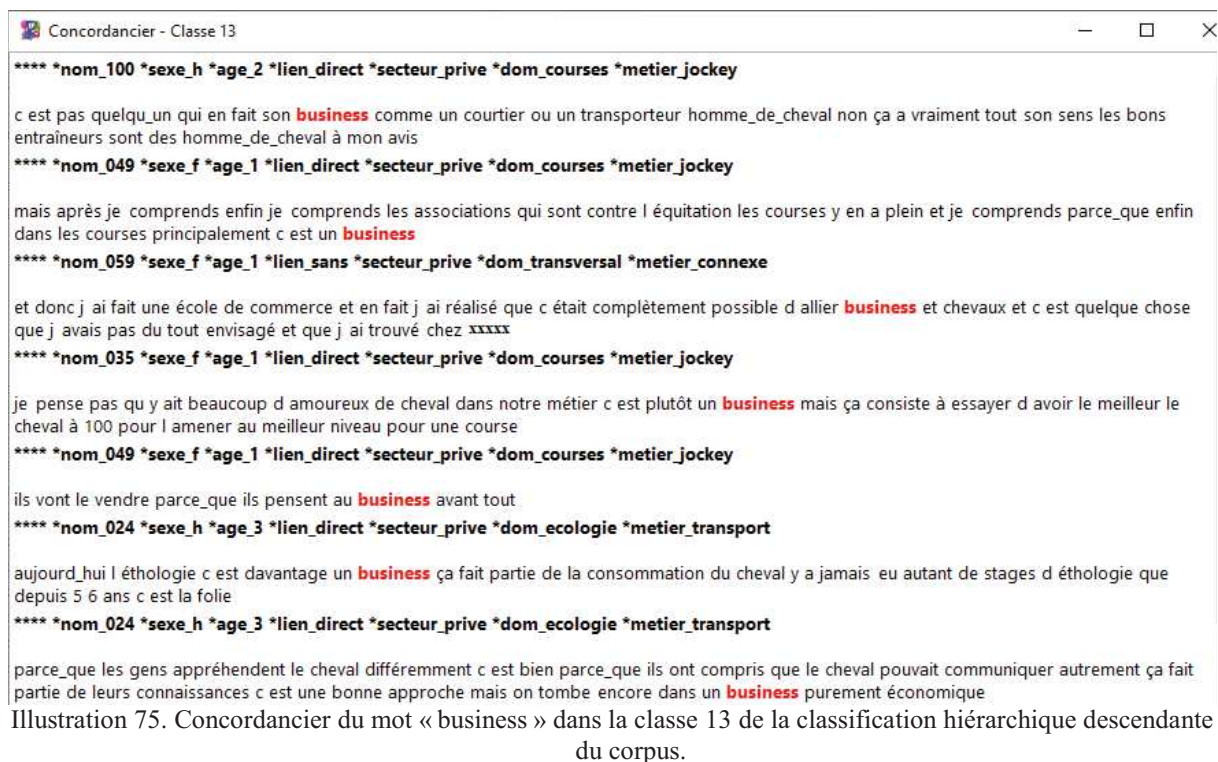 Concordancier - Classe 13
**** *nom_100 *sexe_h *age_2 *lien_direct *secteur_prive *dom_courses *metier_jockey
c est pas quelqu_un qui en fait son business comme un courtier ou un transporteur homme_de_cheval non ça a vraiment tout son sens les bons
entraîneurs sont des homme_de_cheval à mon avis
**** *nom_049 *sexe_f *age_1 *lien_direct *secteur_prive *dom_courses *metier_jockey
mais après je comprends enfin je comprends les associations qui sont contre l équitation les courses y en a plein et je comprends parce_que enfin
dans les courses principalement c est un business
**** *nom_059 *sexe_f *age_1 *lien_sans *secteur_prive *dom_transversal *metier_connexe
et donc j ai fait une école de commerce et en fait j ai réalisé que c était complètement possible d allier business et chevaux et c est quelque chose
que j avais pas du tout envisagé et que j ai trouvé chez xxxxx
**** *nom_035 *sexe_f *age_1 *lien_direct *secteur_prive *dom_courses *metier_jockey
je pense pas qu y ait beaucoup d amoureux de cheval dans notre métier c est plutôt un business mais ça consiste à essayer d avoir le meilleur le
cheval à 100 pour l amener au meilleur niveau pour une course
**** *nom_049 *sexe_f *age_1 *lien_direct *secteur_prive *dom_courses *metier_jockey
ils vont le vendre parce_que ils pensent au business avant tout
**** *nom_024 *sexe_h *age_3 *lien_direct *secteur_prive *dom_ecologie *metier_transport
aujourd_hui l éthologie c est davantage un business ça fait partie de la consommation du cheval y a jamais eu autant de stages d éthologie que
depuis 5 6 ans c est la folie
**** *nom_024 *sexe_h *age_3 *lien_direct *secteur_prive *dom_ecologie *metier_transport
parce_que les gens appréhendent le cheval différemment c est bien parce_que ils ont compris que le cheval pouvait communiquer autrement ça fait
partie de leurs connaissances c est une bonne approche mais on tombe encore dans un business purement économique
Illustration 75. Concordancier du mot « business » dans la classe 13 de la classification hiérarchique descendante
du corpus.